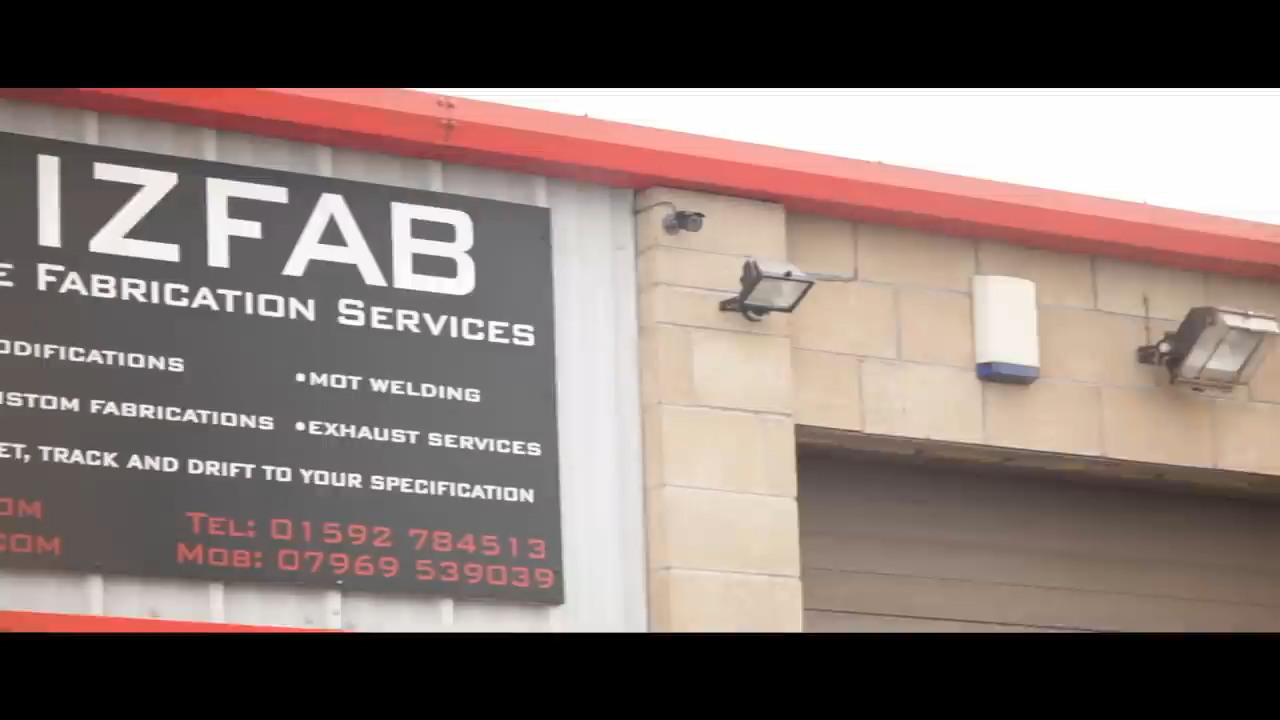 IZFAB
E FABRICATION SERVICES
ODIFICATIONS
•MOT WELDING
STOM FABRICATIONS •EXHAUST SERVICES
ET, TRACK AND DRIFT TO YOUR SPECIFICATION
OM
TEL: 01592 784513
COM
MOB: 07969 539039